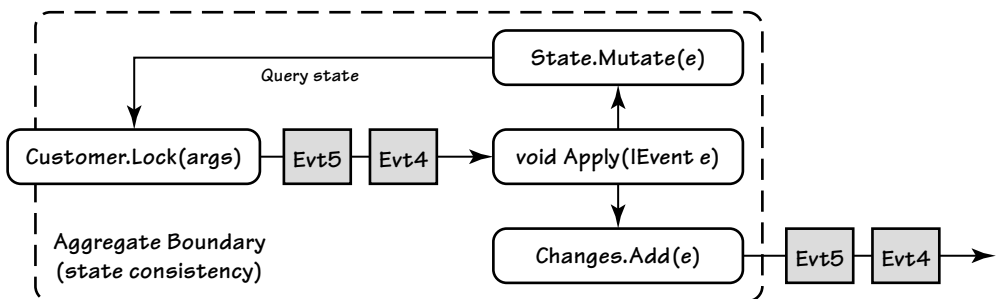 State.Mutate(e)
Query state
Customer.Lock(args)
Evt5
Evt4
void Apply(IEvent e)
Aggregate Boundary
(state consistency)
Changes.Add(e)
Evt5
Evt4